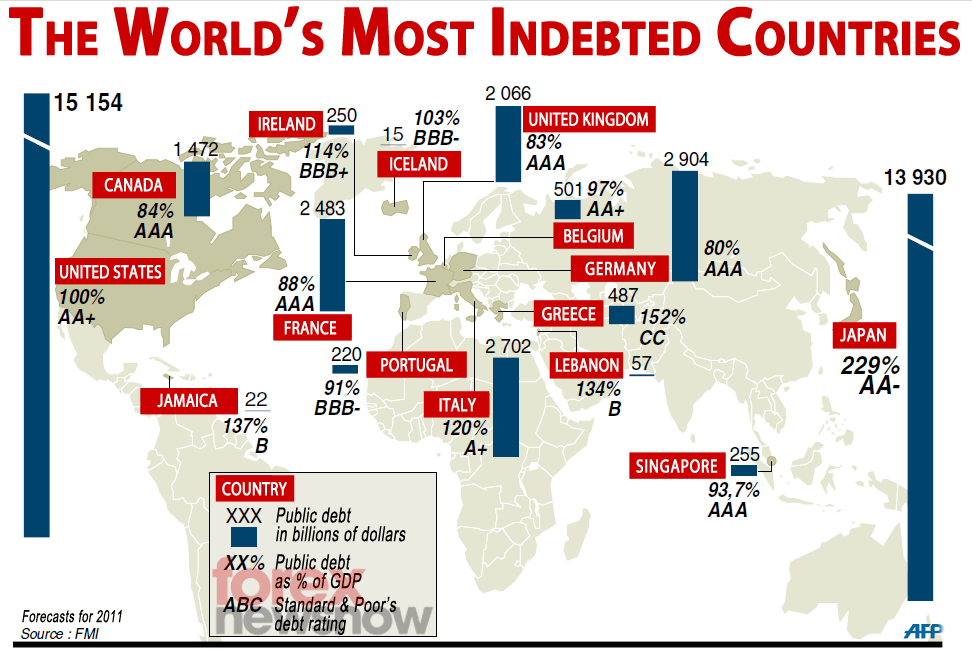 THE WORLD'S MOST INDEBTED COUNTRIES
15 154
UNITED STATES
100%
AA+
1 472
CANADA
84%
AAA
IRELAND
250
114%
BBB+
15
103%
BBB-
ICELAND
2 066
UNITED KINGDOM
83%
AAA
2 483
88%
AAA
FRANCE
501
97%
AA+
BELGIUM
2 904
GERMANY
80%
AAA
13 930
JAPAN
229%
AA-
GREECE
487
152%
CC
LEBANON
57
134%
B
220
PORTUGAL
91%
BBB-
2 702
ITALY
120%
A+
JAMAICA
22
137%
B
SINGAPORE
255
93,7%
AAA
COUNTRY
XXX Public debt
in billions of dollars
XX% Public debt
as % of GDP
ABC Standard & Poor's
debt rating
forex
newsnow
Forecasts for 2011
Source : FMI
AFP